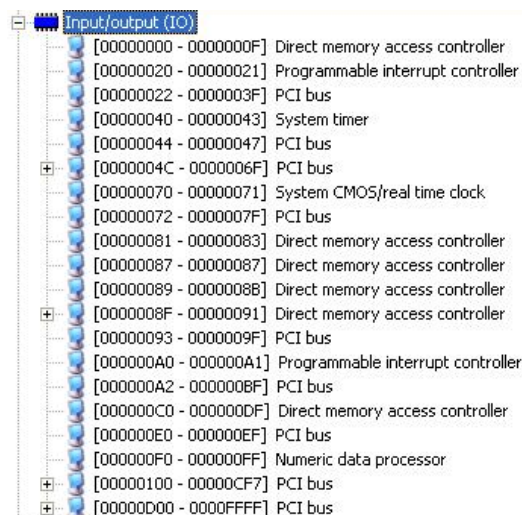 Input/output (IO)
[00000000 - 0000000F] Direct memory access controller
[00000020 - 00000021] Programmable interrupt controller
[00000022 - 0000003F] PCI bus
[00000040 - 00000043] System timer
[00000044 - 00000047] PCI bus
[0000004C - 0000006F] PCI bus
[00000070 - 00000071] System CMOS/real time clock
[00000072 - 0000007F] PCI bus
[00000081 - 00000083] Direct memory access controller
[00000087 - 00000087] Direct memory access controller
[00000089 - 0000008B] Direct memory access controller
[0000008F - 00000091] Direct memory access controller
[00000093 - 0000009F] PCI bus
[000000A0 - 000000A1] Programmable interrupt controller
[000000A2 - 000000BF] PCI bus
[000000C0 - 000000DF] Direct memory access controller
[000000E0 - 000000EF] PCI bus
[000000F0 - 000000FF] Numeric data processor
[00000100 - 00000CF7] PCI bus
[00000D00 - 0000FFFF] PCI bus